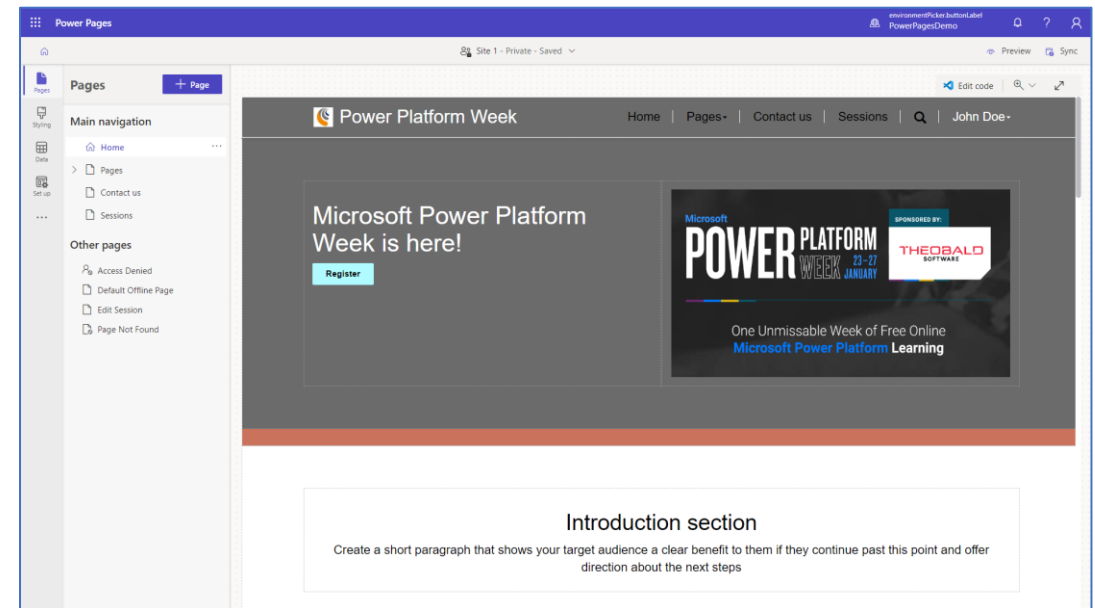 Power Pages
environmentPicker.buttonLabel
PowerPagesDemo
?
Site 1 - Private - Saved
Preview
Sync
Pages
Styling
Data
Set up
Pages
+ Page
Main navigation
Home
Pages
Contact us
Sessions
Other pages
Access Denied
Default Offline Page
Edit Session
Page Not Found
Edit code
Power Platform Week
Home | Pages | Contact us | Sessions | John Doe
Microsoft Power Platform
Week is here!
Register
Microsoft
POWER PLATFORM
WEEK 23-27
JANUARY
SPONSORED BY:
THEOBALD
SOFTWARE
One Unmissable Week of Free Online
Microsoft Power Platform Learning
Introduction section
Create a short paragraph that shows your target audience a clear benefit to them if they continue past this point and offer
direction about the next steps